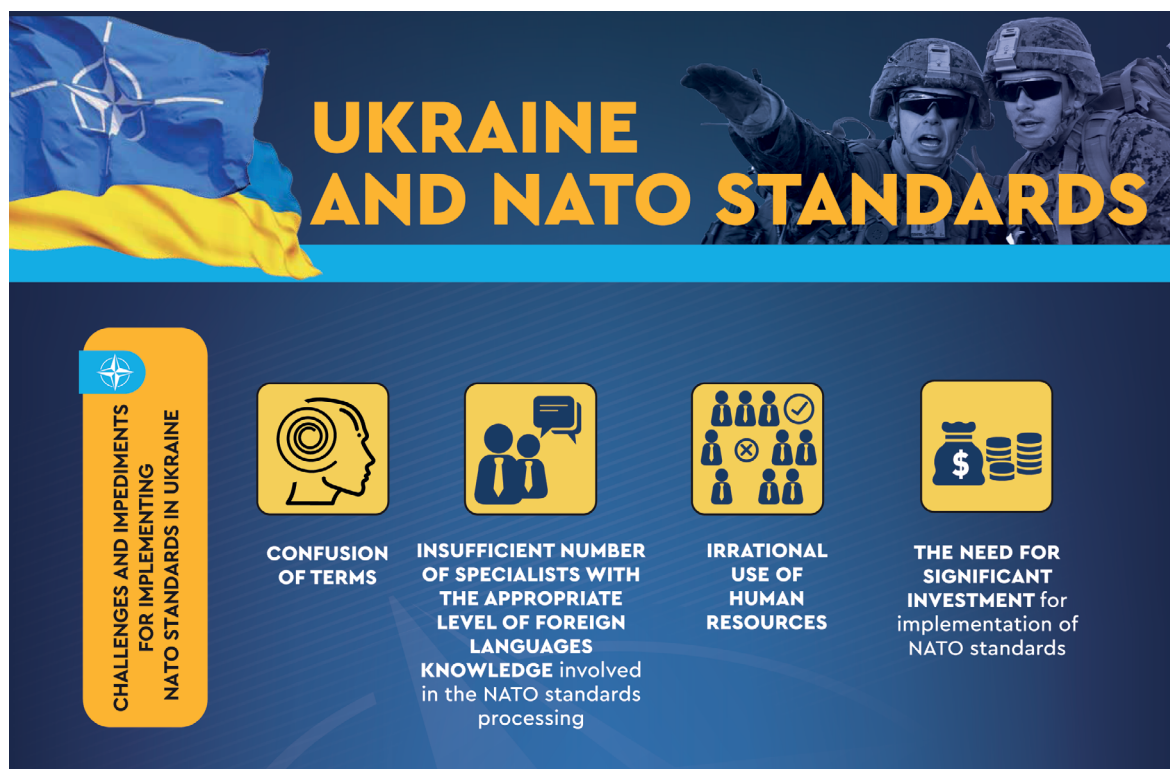 UKRAINE
AND NATO STANDARDS
CHALLENGES AND IMPEDIMENTS
FOR IMPLEMENTING
NATO STANDARDS IN UKRAINE
CONFUSION
OF TERMS
INSUFFICIENT NUMBER
OF SPECIALISTS WITH
THE APPROPRIATE
LEVEL OF FOREIGN
LANGUAGES
KNOWLEDGE involved
in the NATO standards
processing
IRRATIONAL
USE OF
HUMAN
RESOURCES
$
THE NEED FOR
SIGNIFICANT
INVESTMENT for
implementation of
NATO standards